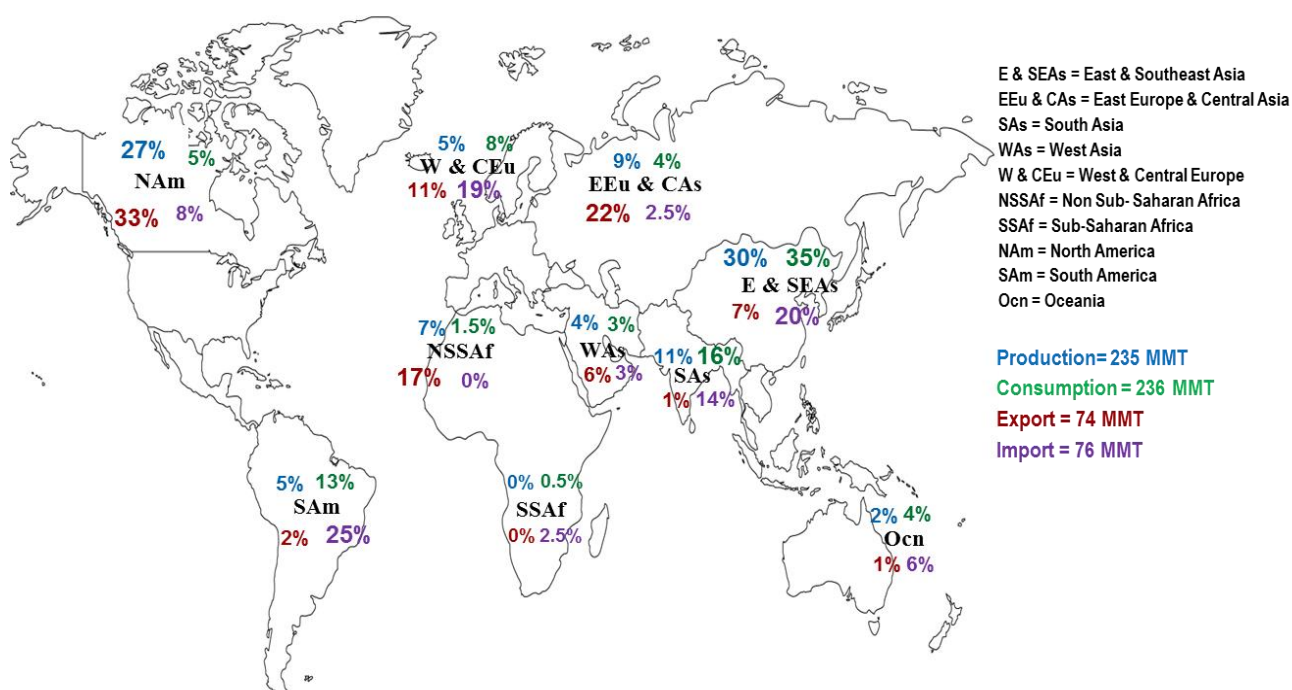 27%
5%
NAm
33% 8%
5% 8%
W & CEu
11% 19%
9% 4%
EEu & CAs
22% 2.5%
30% 35%
E & SEAs
7% 20%
7% 1.5%
NSSAf
17% 0%
4% 3%
WAs
6% 3%
11% 16%
SAs
1% 14%
5% 13%
SAm
2% 25%
0% 0.5%
SSAf
0% 2.5%
2% 4%
Ocn
1% 6%
E & SEAs = East & Southeast Asia
EEu & CAs = East Europe & Central Asia
SAs = South Asia
WAs = West Asia
W & CEu = West & Central Europe
NSSAf = Non Sub- Saharan Africa
SSAf = Sub-Saharan Africa
NAm = North America
SAm = South America
Ocn = Oceania
Production= 235 MMT
Consumption = 236 MMT
Export = 74 MMT
Import = 76 MMT